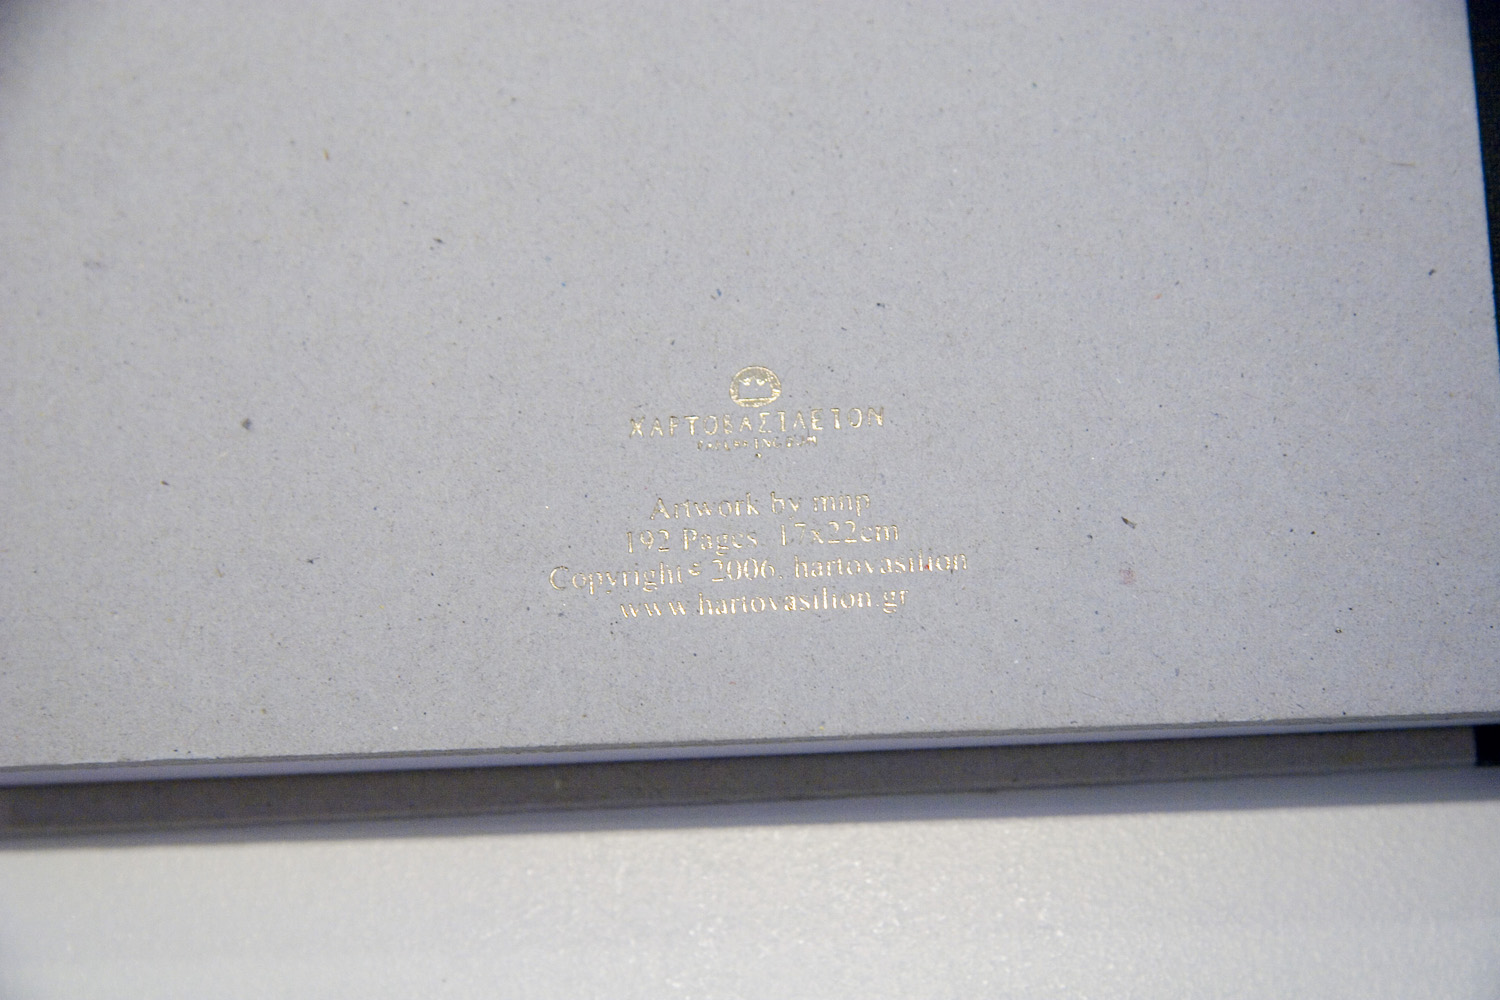 ΧΑΡΤΟΒΑΣΙΛΕΙΟΝ
Artwork by mnp
192 Pages, 17x22cm
Copyright© 2006, hartovasilion
www.hartovasilion.gr